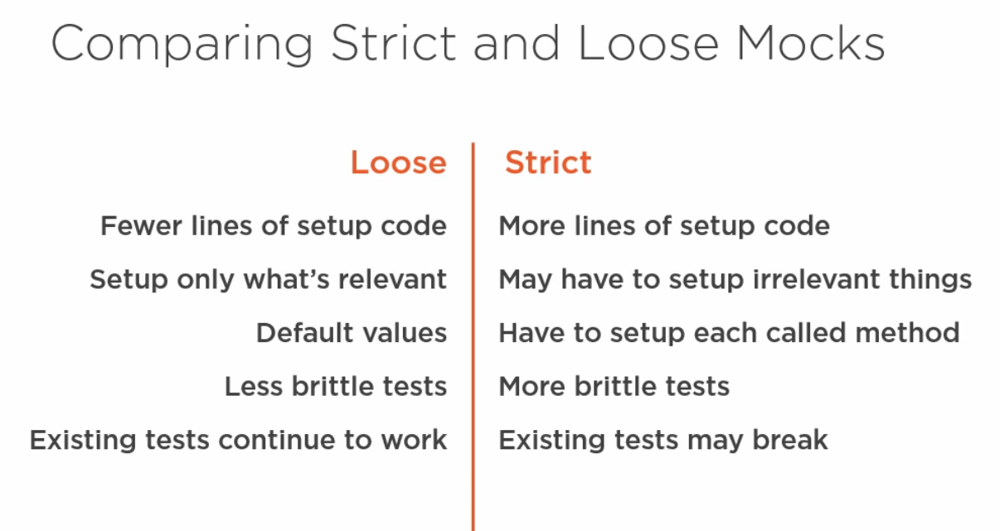 Comparing Strict and Loose Mocks
Loose
Fewer lines of setup code
Setup only what's relevant
Default values
Less brittle tests
Existing tests continue to work
Strict
More lines of setup code
May have to setup irrelevant things
Have to setup each called method
More brittle tests
Existing tests may break